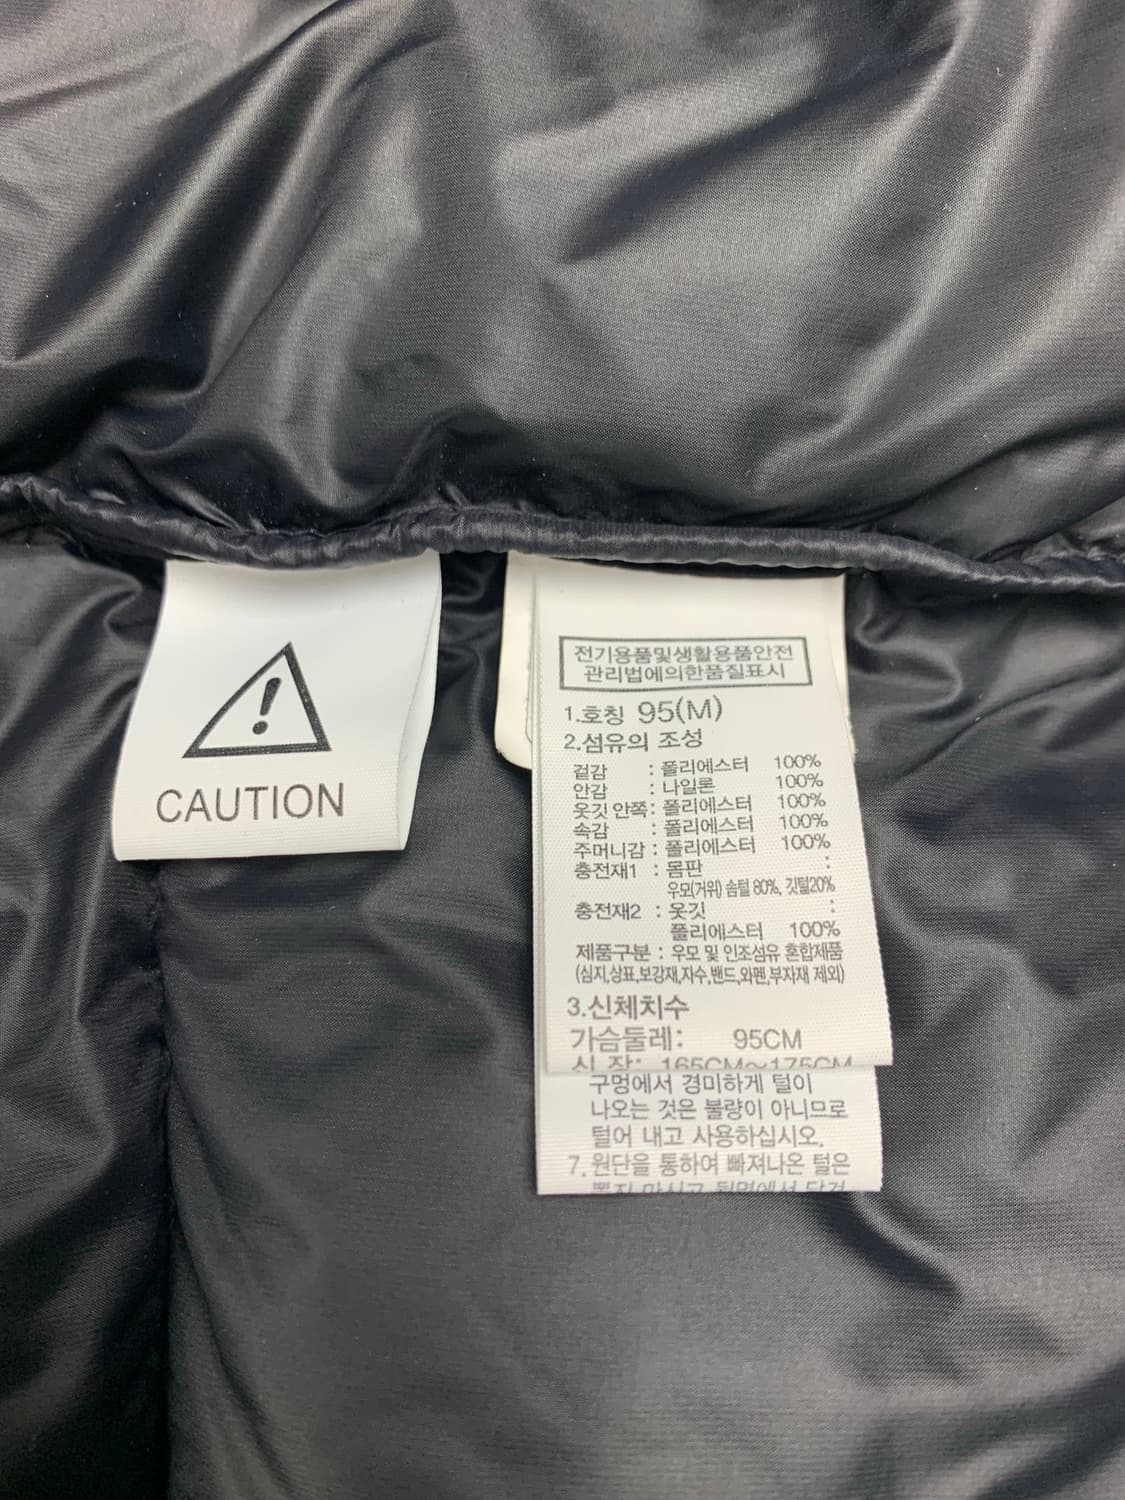 CAUTION
전기용품및생활용품안전
관리법에의한품질표시
1.호칭 95(M)
2.섬유의 조성
겉감 : 폴리에스터 100%
안감 : 나일론 100%
옷깃 안쪽: 폴리에스터 100%
속감 : 폴리에스터 100%
주머니감 : 폴리에스터 100%
충전재1 : 몸판 :
우모(거위) 솜털 80%, 깃털20%
충전재2 : 옷깃 :
폴리에스터 100%
제품구분 : 우모 및 인조섬유 혼합제품
(심지,상표,보강재,자수,밴드,와펜,부자재 제외)
3.신체치수
가슴둘레: 95CM
신 장: 165CM~175CM
구멍에서 경미하게 털이
나오는 것은 불량이 아니므로
털어 내고 사용하십시오.
7. 원단을 통하여 빠져나온 털은